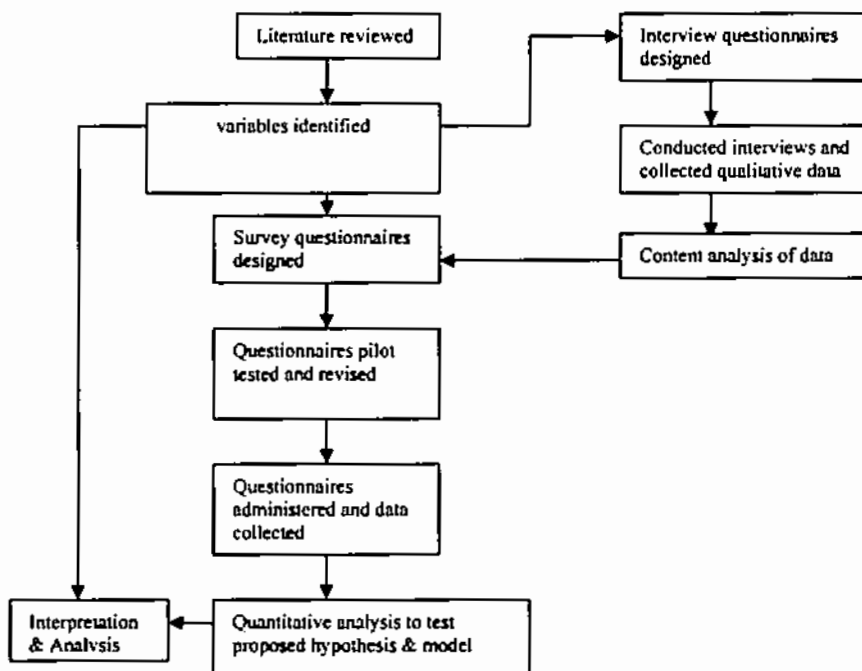 Literature reviewed
variables identified
Interview questionnaires
designed
Conducted interviews and
collected qualitative data
Content analysis of data
Survey questionnaires
designed
Questionnaires pilot
tested and revised
Questionnaires
administered and data
collected
Quantitative analysis to test
proposed hypothesis & model
Interpretation
& Analysis